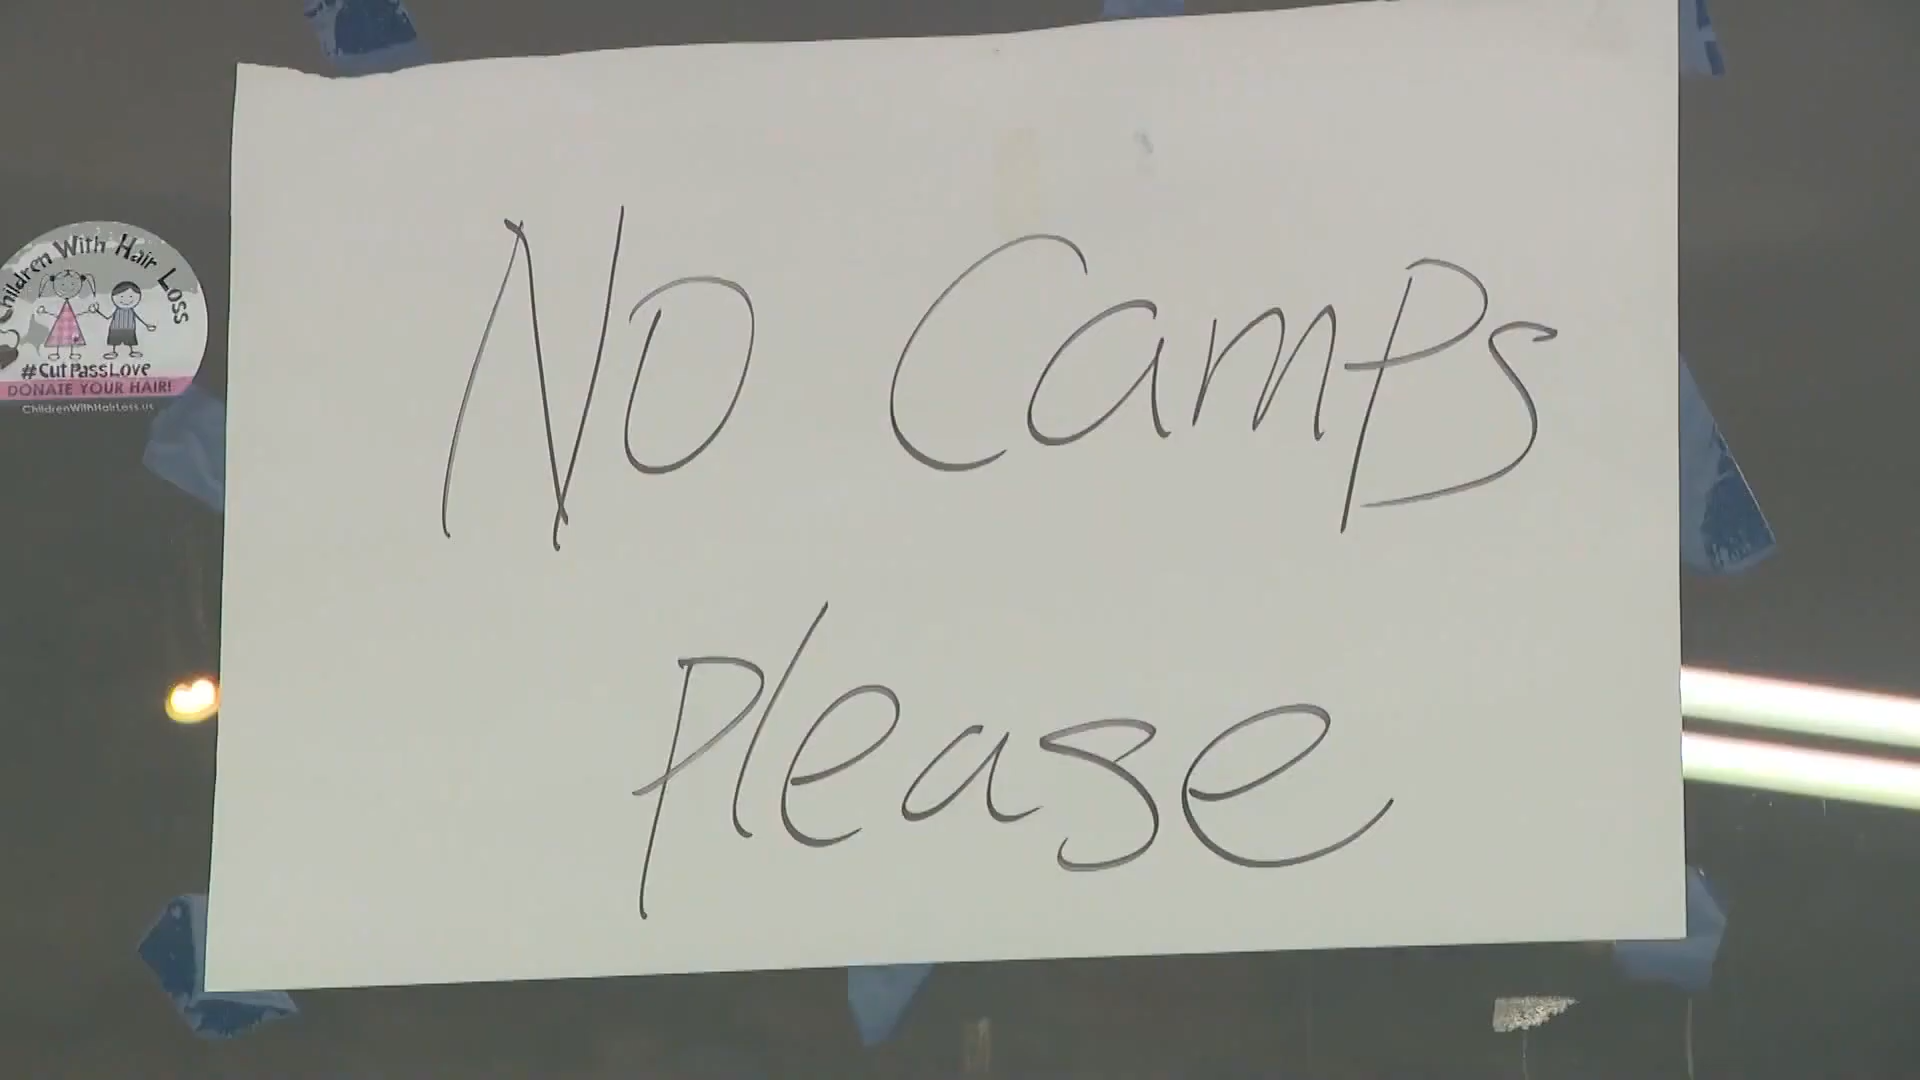 Children With Hair Loss
#CutPassLove
DONATE YOUR HAIR!
ChildrenWithHairLoss.us
No Camps
Please